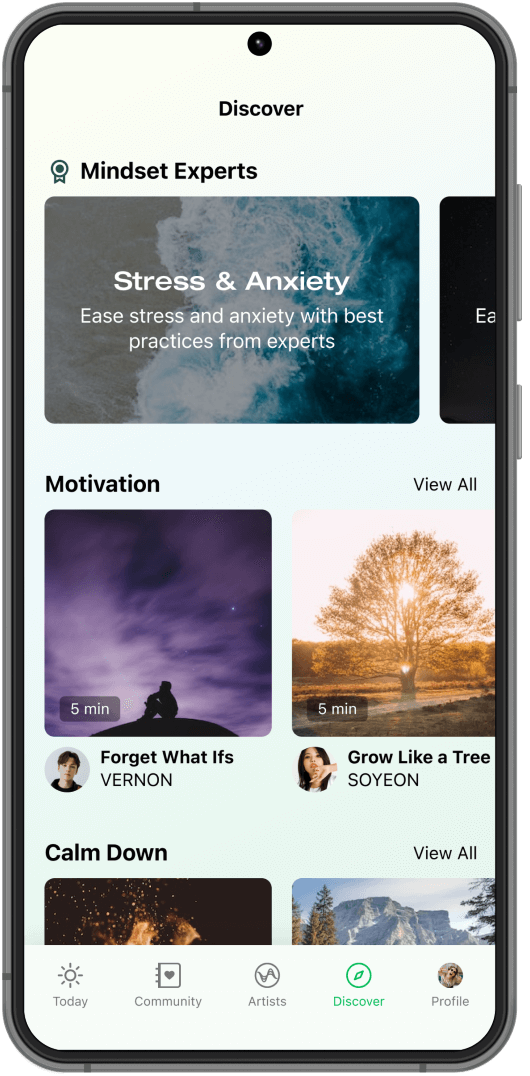 Discover
Mindset Experts
Stress & Anxiety
Ease stress and anxiety with best
practices from experts
Ea
Motivation
View All
5 min
5 min
Forget What Ifs
VERNON
Grow Like a Tree
SOYEON
Calm Down
View All
Today
Community
Artists
Discover
Profile